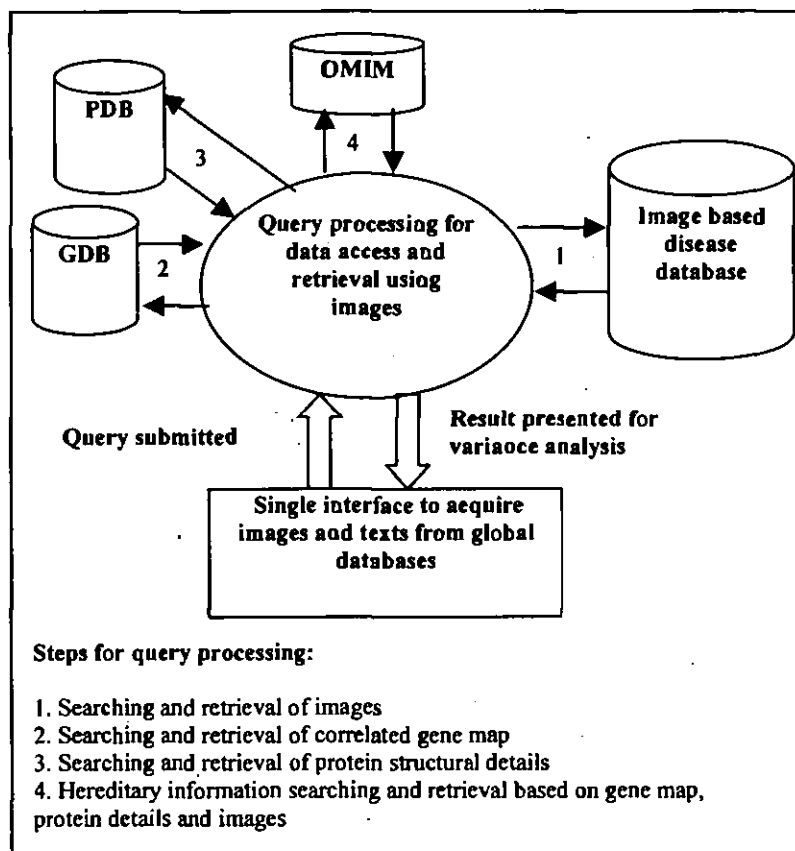 OMIM
PDB
4
3
Query processing for
data access and
retrieval using
images
Image based
disease
database
1
GDB
2
Query submitted
Result presented for
variaoce analysis
Single interface to acquire
images and texts from global
databases
Steps for query processing:
1. Searching and retrieval of images
2. Searching and retrieval of correlated gene map
3. Searching and retrieval of protein structural details
4. Hereditary information searching and retrieval based on gene map,
protein details and images